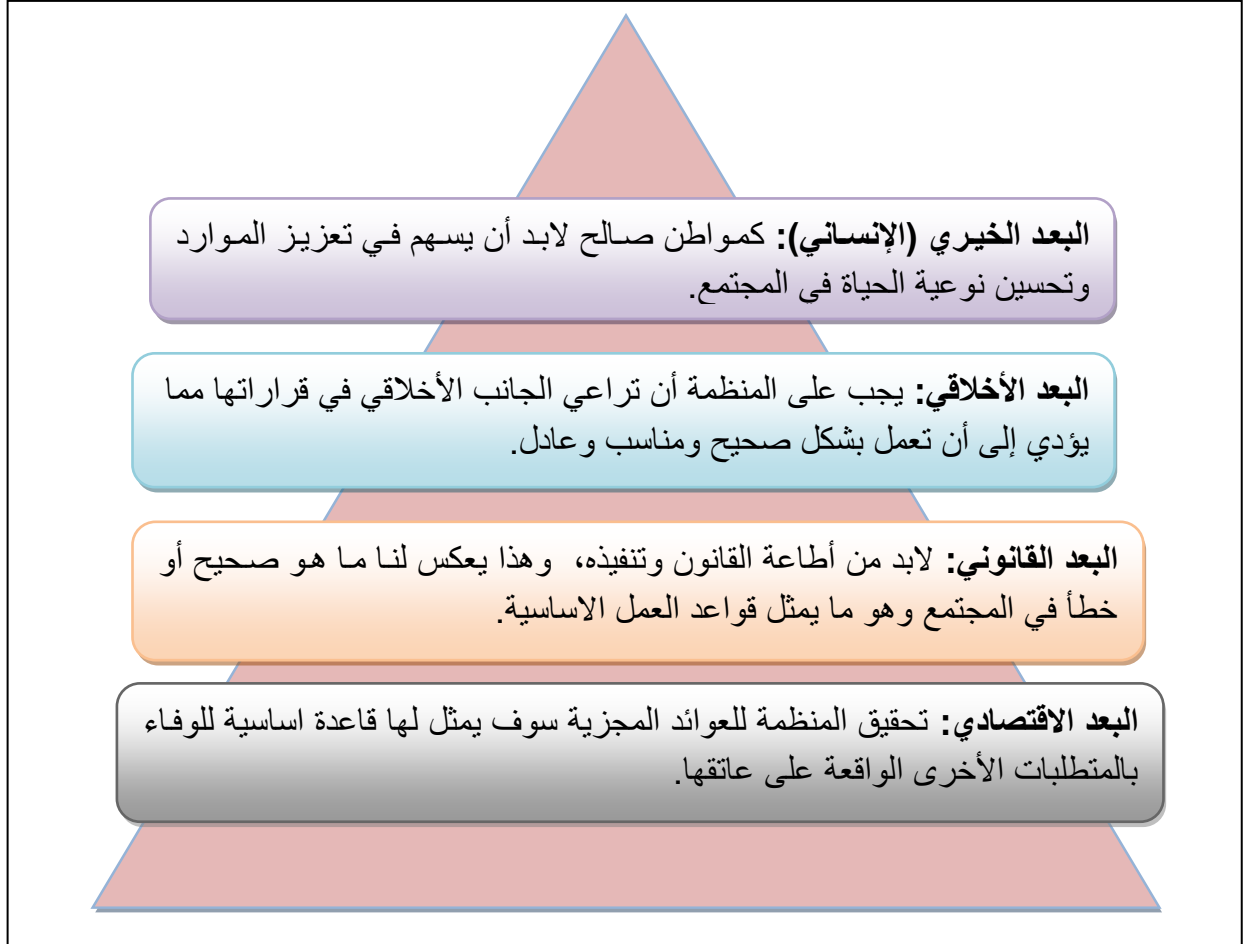 البعد الخيري (الإنساني): كمواطن صالح لابد أن يسهم في تعزيز الموارد
وتحسين نوعية الحياة في المجتمع.
البعد الأخلاقي: يجب على المنظمة أن تراعي الجانب الأخلاقي في قراراتها مما
يؤدي إلى أن تعمل بشكل صحيح ومناسب وعادل.
البعد القانوني: لابد من أطاعة القانون وتنفيذه، وهذا يعكس لنا ما هو صحيح أو
خطأ في المجتمع وهو ما يمثل قواعد العمل الاساسية.
البعد الاقتصادي: تحقيق المنظمة للعوائد المجزية سوف يمثل لها قاعدة اساسية للوفاء
بالمتطلبات الأخرى الواقعة على عاتقها.